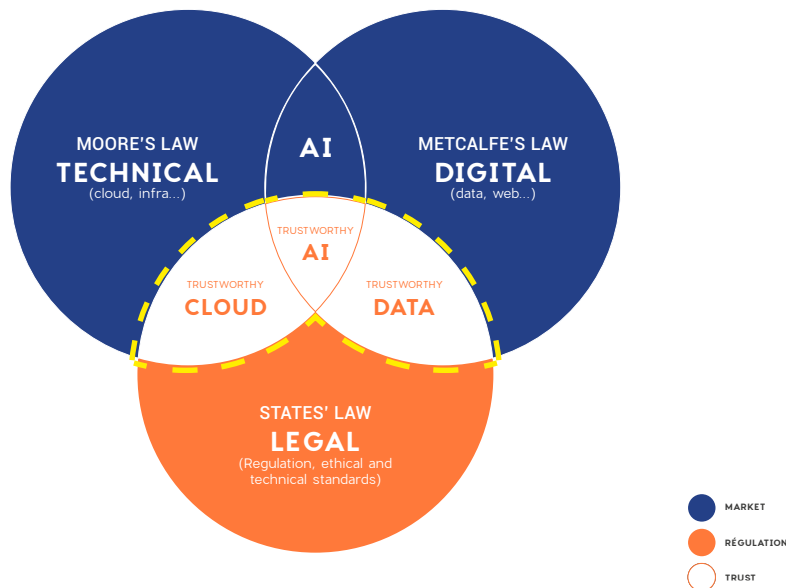 MOORE'S LAW
TECHNICAL
(cloud, infra...)
AI
METCALFE'S LAW
DIGITAL
(data, web...)
TRUSTWORTHY
AI
TRUSTWORTHY
CLOUD
TRUSTWORTHY
DATA
STATES' LAW
LEGAL
(Regulation, ethical and
technical standards)
MARKET
RÉGULATION
TRUST